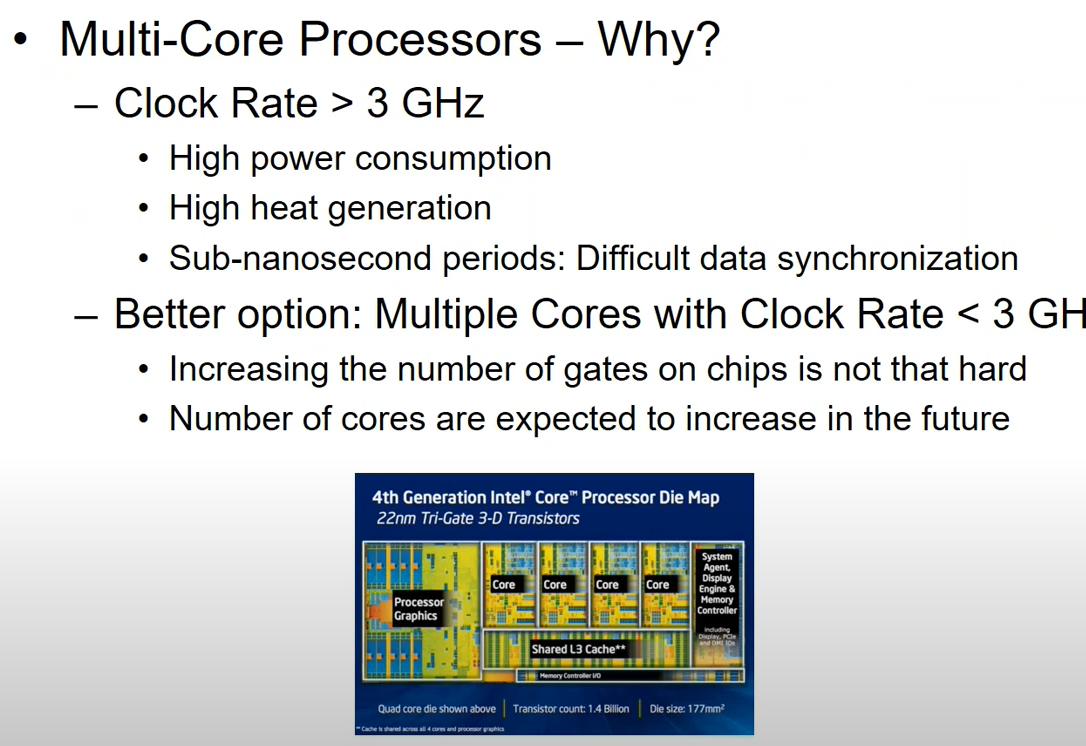 • Multi-Core Processors – Why?
– Clock Rate > 3 GHz
• High power consumption
• High heat generation
• Sub-nanosecond periods: Difficult data synchronization
– Better option: Multiple Cores with Clock Rate < 3 GH
• Increasing the number of gates on chips is not that hard
• Number of cores are expected to increase in the future
4th Generation Intel® Core™ Processor Die Map
22nm Tri-Gate 3-D Transistors
Processor
Graphics
Core
Core
Core
Core
System
Agent,
Display
Engine &
Memory
Controller
including
Display, PCIe
and DMI IOs
Shared L3 Cache**
Memory Controller I/O
Quad core die shown above
Transistor count: 1.4 Billion
Die size: 177mm²
** Cache is shared across all 4 cores and processor graphics